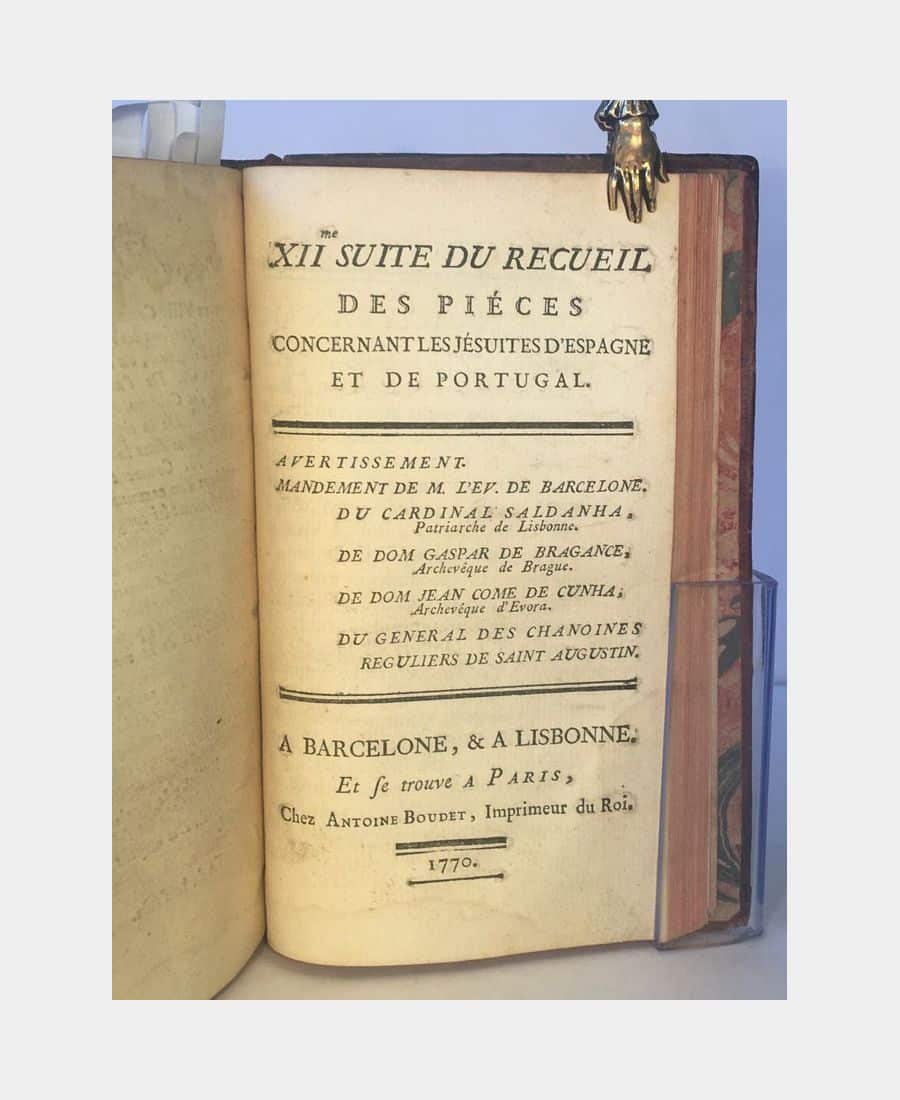 XIIme SUITE DU RECUEIL
DES PIÉCES
CONCERNANT LES JÉSUITES D'ESPAGNE
ET DE PORTUGAL.
AVERTISSEMENT.
MANDEMENT DE M. L'EV. DE BARCELONE.
DU CARDINAL SALDANHA,
Patriarche de Lisbonne.
DE DOM GASPAR DE BRAGANCE,
Archevêque de Brague.
DE DOM JEAN COME DE CUNHA;
Archevêque d'Evora.
DU GENERAL DES CHANOINES
REGULIERS DE SAINT AUGUSTIN.
A BARCELONE, & A LISBONNE.
Et ſe trouve A PARIS,
Chez ANTOINE BOUDET, Imprimeur du Roi.
1770.